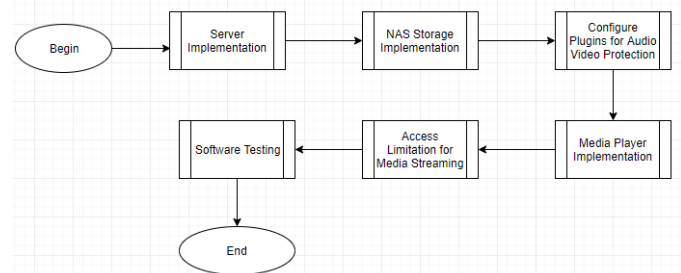 Begin
Server
Implementation
NAS Storage
Implementation
Configure
Plugins for Audio
Video Protection
Media Player
Implementation
Access
Limitation for
Media Streaming
Software Testing
End